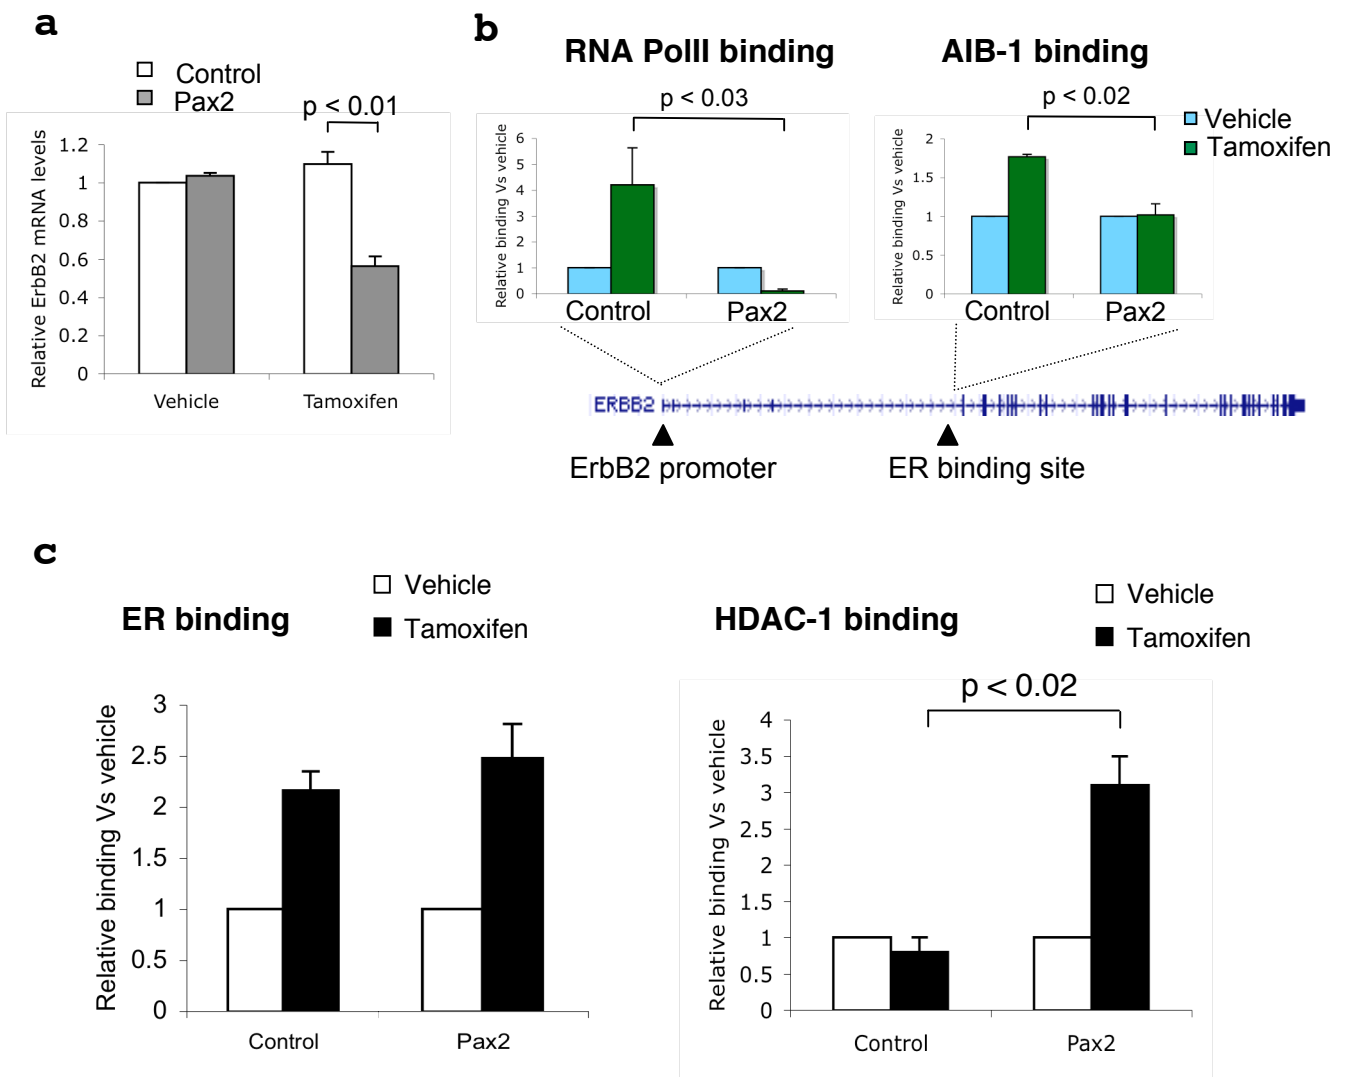 a
Control
Pax2
p < 0.01
Relative ErbB2 mRNA levels
1.2
1
0.8
0.6
0.4
0.2
0
Vehicle
Tamoxifen
b
RNA PolII binding
p < 0.03
Relative binding Vs vehicle
6
5
4
3
2
1
0
Control
Pax2
AIB-1 binding
p < 0.02
Vehicle
Tamoxifen
Relative binding Vs vehicle
2
1.5
1
0.5
0
Control
Pax2
ERBB2
ErbB2 promoter
ER binding site
c
ER binding
Vehicle
Tamoxifen
Relative binding Vs vehicle
3
2.5
2
1.5
1
0.5
0
Control
Pax2
HDAC-1 binding
Vehicle
Tamoxifen
p < 0.02
Relative binding Vs vehicle
4
3.5
3
2.5
2
1.5
1
0.5
0
Control
Pax2